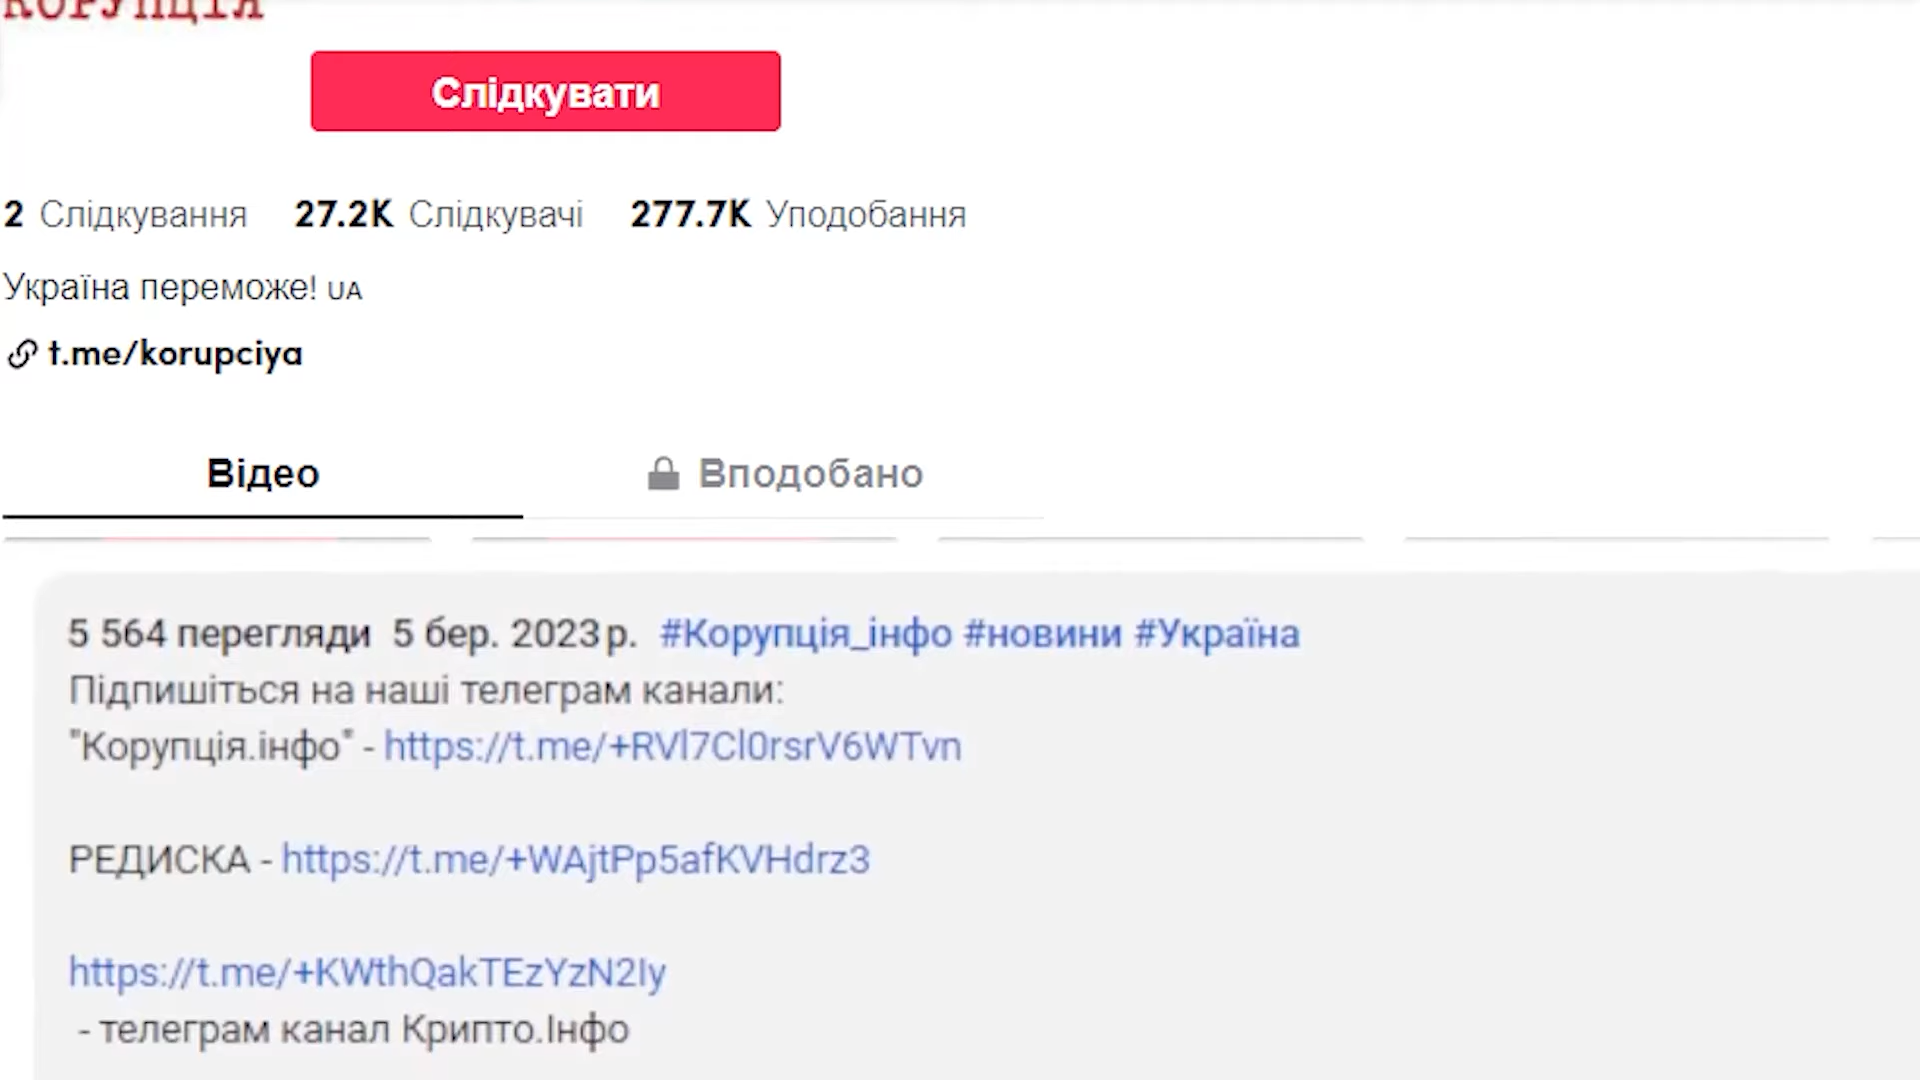 КОРУПЦІЯ
Слідкувати
2 Слідкування 27.2K Слідкувачі 277.7K Уподобання
Україна переможе! UA
t.me/korupciya
Відео Вподобано
5 564 перегляди 5 бер. 2023 р. #Корупція_інфо #новини #Україна
Підпишіться на наші телеграм канали:
"Корупція.інфо" - https://t.me/+RVl7Cl0rsrV6WTvn
РЕДИСКА - https://t.me/+WAjtPp5afKVHdrz3
https://t.me/+KWthQakTEzYzN2Iy
- телеграм канал Крипто.Інфо